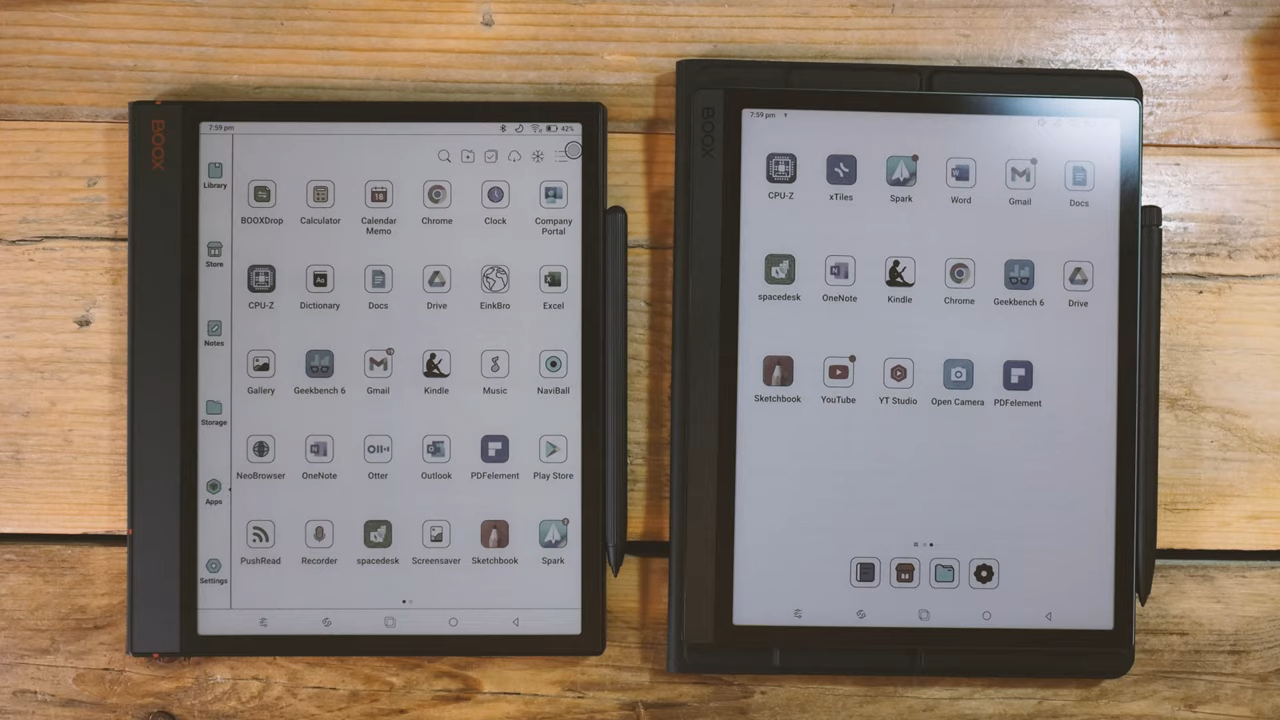 BOOX
7:59 pm
42%
Library
Store
Notes
Storage
Apps
Settings
BOOXDrop Calculator Calendar Memo Chrome Clock Company Portal
18
CPU-Z Dictionary Docs Drive EinkBro Excel
Aa
Gallery Geekbench 6 Gmail Kindle Music NaviBall
NeoBrowser OneNote Otter Outlook PDFelement Play Store
PushRead Recorder spacedesk Screensaver Sketchbook Spark
BOOX
7:59 pm
CPU-Z xTiles Spark Word Gmail Docs
spacedesk OneNote Kindle Chrome Geekbench 6 Drive
Sketchbook YouTube YT Studio Open Camera PDFelement